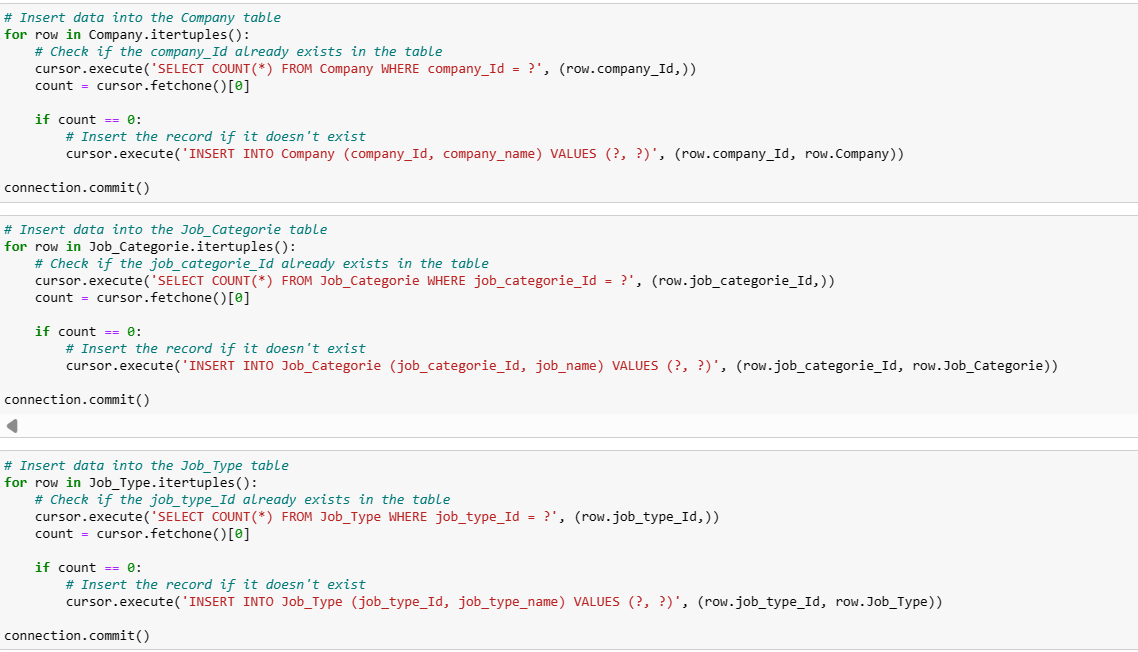 # Insert data into the Company table
for row in Company.itertuples():
    # Check if the company_Id already exists in the table
    cursor.execute('SELECT COUNT(*) FROM Company WHERE company_Id = ?', (row.company_Id,))
    count = cursor.fetchone()[0]

    if count == 0:
        # Insert the record if it doesn't exist
        cursor.execute('INSERT INTO Company (company_Id, company_name) VALUES (?, ?)', (row.company_Id, row.Company))

connection.commit()

# Insert data into the Job_Categorie table
for row in Job_Categorie.itertuples():
    # Check if the job_categorie_Id already exists in the table
    cursor.execute('SELECT COUNT(*) FROM Job_Categorie WHERE job_categorie_Id = ?', (row.job_categorie_Id,))
    count = cursor.fetchone()[0]

    if count == 0:
        # Insert the record if it doesn't exist
        cursor.execute('INSERT INTO Job_Categorie (job_categorie_Id, job_name) VALUES (?, ?)', (row.job_categorie_Id, row.Job_Categorie))

connection.commit()

# Insert data into the Job_Type table
for row in Job_Type.itertuples():
    # Check if the job_type_Id already exists in the table
    cursor.execute('SELECT COUNT(*) FROM Job_Type WHERE job_type_Id = ?', (row.job_type_Id,))
    count = cursor.fetchone()[0]

    if count == 0:
        # Insert the record if it doesn't exist
        cursor.execute('INSERT INTO Job_Type (job_type_Id, job_type_name) VALUES (?, ?)', (row.job_type_Id, row.Job_Type))

connection.commit()